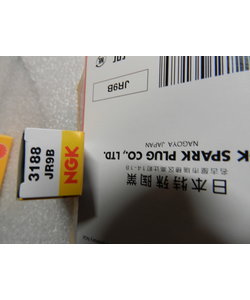 3188
JR9B
NGK
JR9B
K SPARK PLUG CO., LTD.
NAGOYA JAPAN
日本特殊陶業